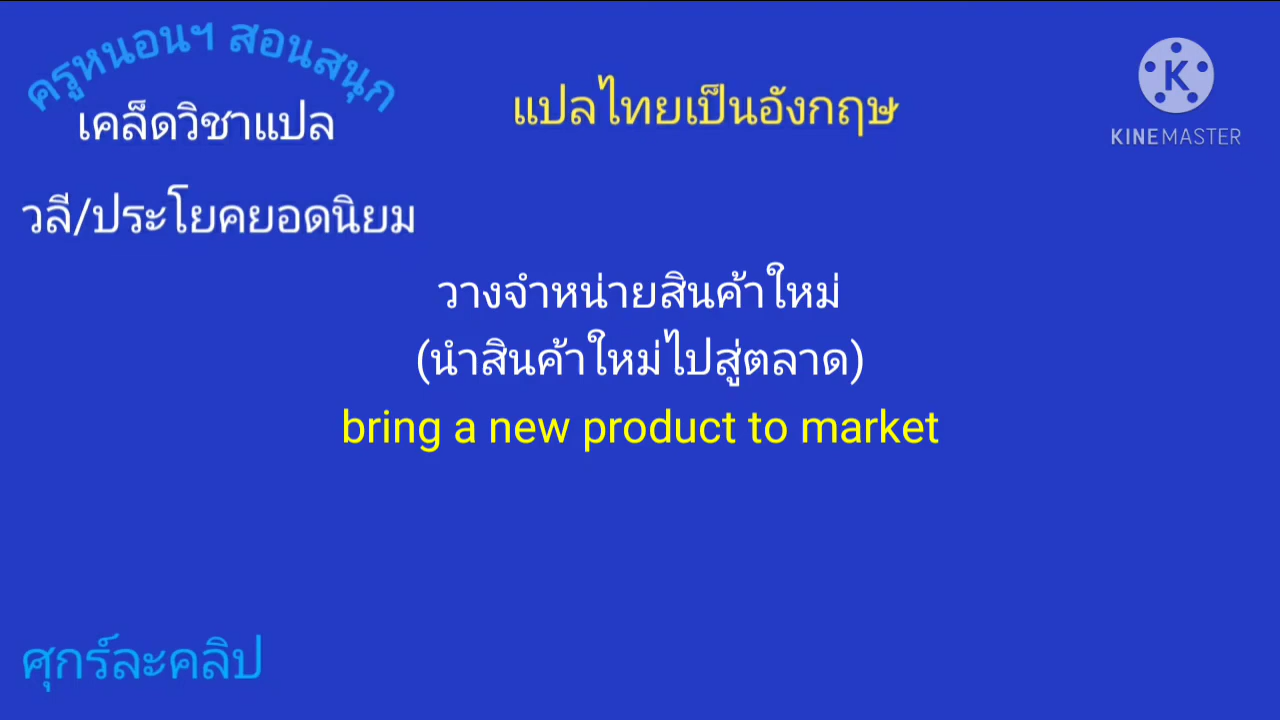 ครูหนอนฯ สอนสนุก
เคล็ดวิชาแปล
แปลไทยเป็นอังกฤษ
KINEMASTER
วลี/ประโยคยอดนิยม
วางจำหน่ายสินค้าใหม่
(นำสินค้าใหม่ไปสู่ตลาด)
bring a new product to market
ศุกร์ละคลิป